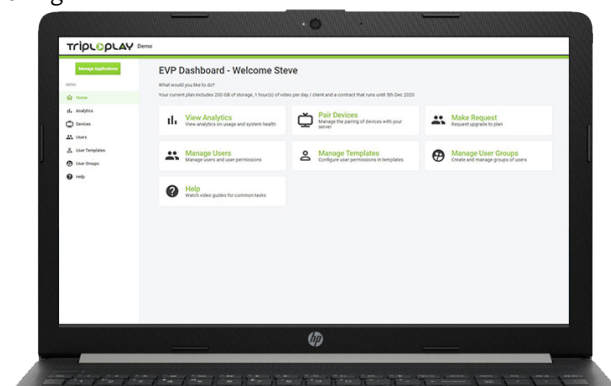 TRIPLEPLAY Demo
Manage Applications
EVP Dashboard - Welcome Steve
What would you like to do?
Your current plan includes 200 GB of storage, 1 hour(s) of video per day / client and a contract that runs until 5th Dec 2020
Home
Analytics
Devices
Users
User Templates
User Groups
Help
View Analytics
View analytics on usage and system health
Pair Devices
Manage the pairing of devices with your
server
Make Request
Request upgrade to plan
Manage Users
Manage users and user permissions
Manage Templates
Configure user permissions in templates
Manage User Groups
Create and manage groups of users
Help
Watch video guides for common tasks
hp